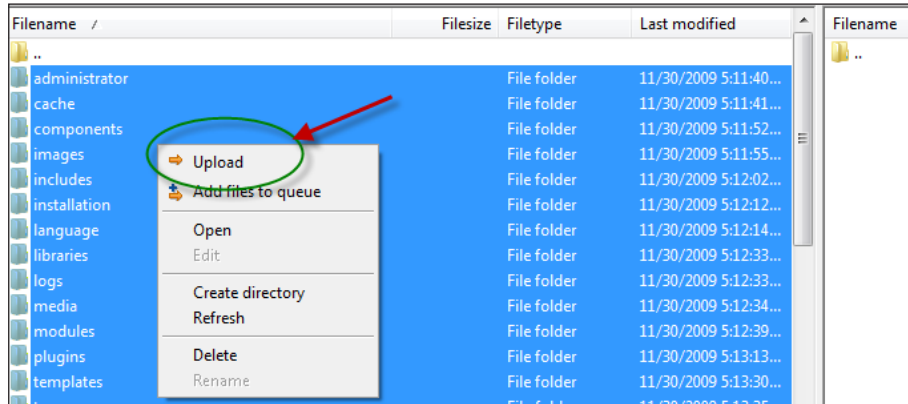 Filename / Filesize Filetype Last modified Filename
.. ..
administrator File folder 11/30/2009 5:11:40...
cache File folder 11/30/2009 5:11:41...
components File folder 11/30/2009 5:11:52...
images File folder 11/30/2009 5:11:55...
Upload
includes File folder 11/30/2009 5:12:02...
Add files to queue
installation File folder 11/30/2009 5:12:12...
language File folder 11/30/2009 5:12:14...
Open
libraries File folder 11/30/2009 5:12:33...
Edit
logs File folder 11/30/2009 5:12:33...
Create directory
media File folder 11/30/2009 5:12:34...
Refresh
modules File folder 11/30/2009 5:12:39...
plugins File folder 11/30/2009 5:13:13...
Delete
templates File folder 11/30/2009 5:13:30...
Rename